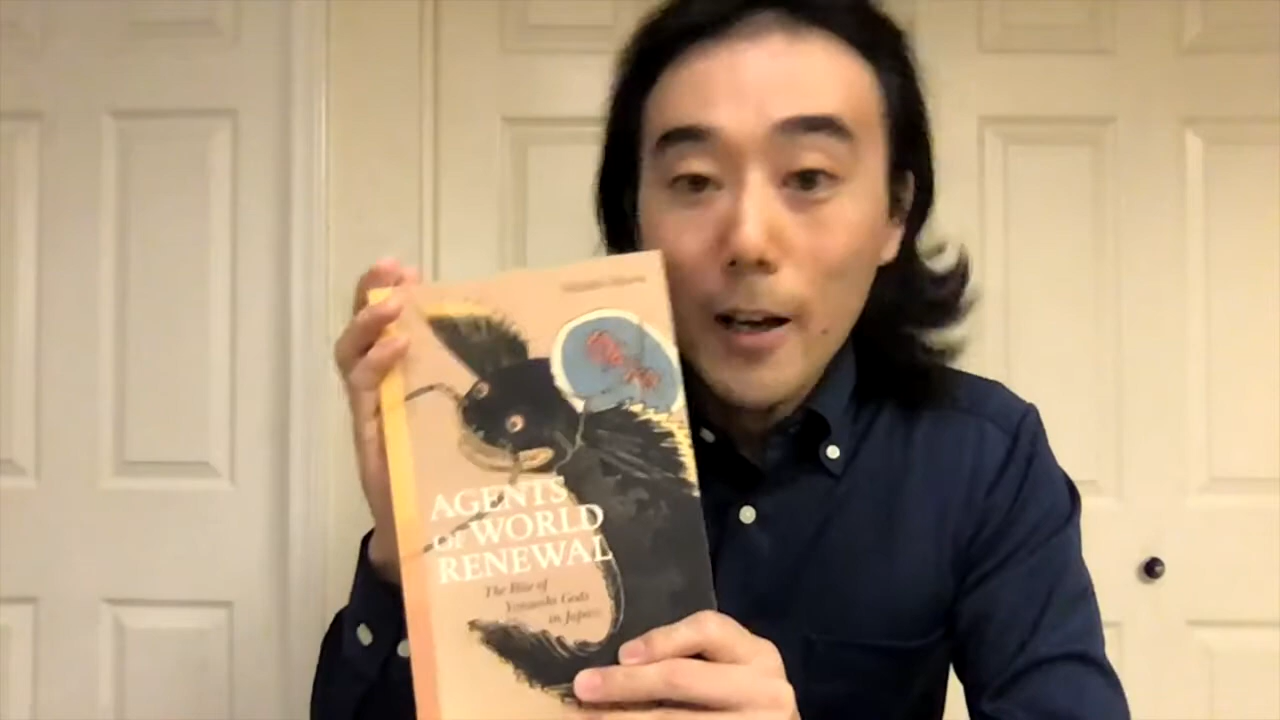 AGENTS
OF WORLD
RENEWAL
The Rise of
Yonaoshi Gods
in Japan